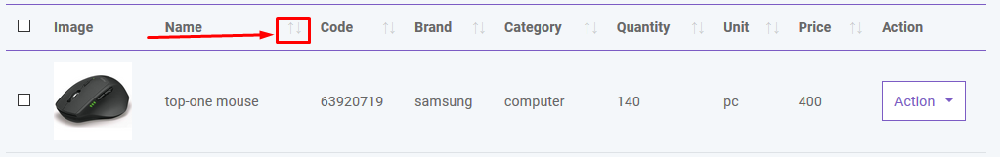 Image Name Code Brand Category Quantity Unit Price Action
top-one mouse 63920719 samsung computer 140 pc 400 Action